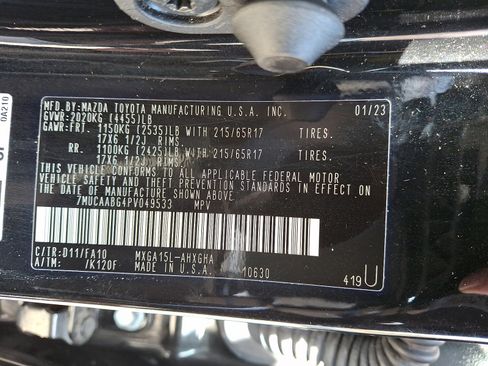 MFD.BY:MAZDA TOYOTA MANUFACTURING U.S.A. INC. 01/23
GVWR:2020KG (4455)LB
GAWR:FRT. 1150KG (2535)LB WITH 215/65R17 TIRES.
17X6 1/2J RIMS.
RR. 1100KG (2425)LB WITH 215/65R17 TIRES.
17X6 1/2J RIMS.
THIS VEHICLE CONFORMS TO ALL APPLICABLE FEDERAL MOTOR
VEHICLE SAFETY AND THEFT PREVENTION STANDARDS IN
EFFECT ON THE DATE OF MANUFACTURE SHOWN ABOVE.
7MUCAABG4PV049533 MPV
C/TR:D11/FA10 MXGA15L-AHXGHA
A/TM: /K120F MADE IN U.S.A. 10630
419U
0A210